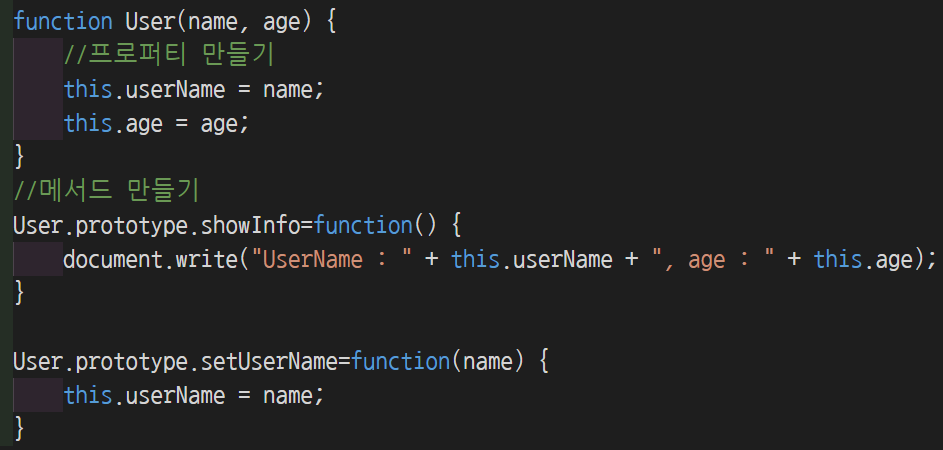 function User(name, age) {
//프로퍼티 만들기
this.userName = name;
this.age = age;
}
//메서드 만들기
User.prototype.showInfo=function() {
document.write("UserName : " + this.userName + ", age : " + this.age);
}
User.prototype.setUserName=function(name) {
this.userName = name;
}